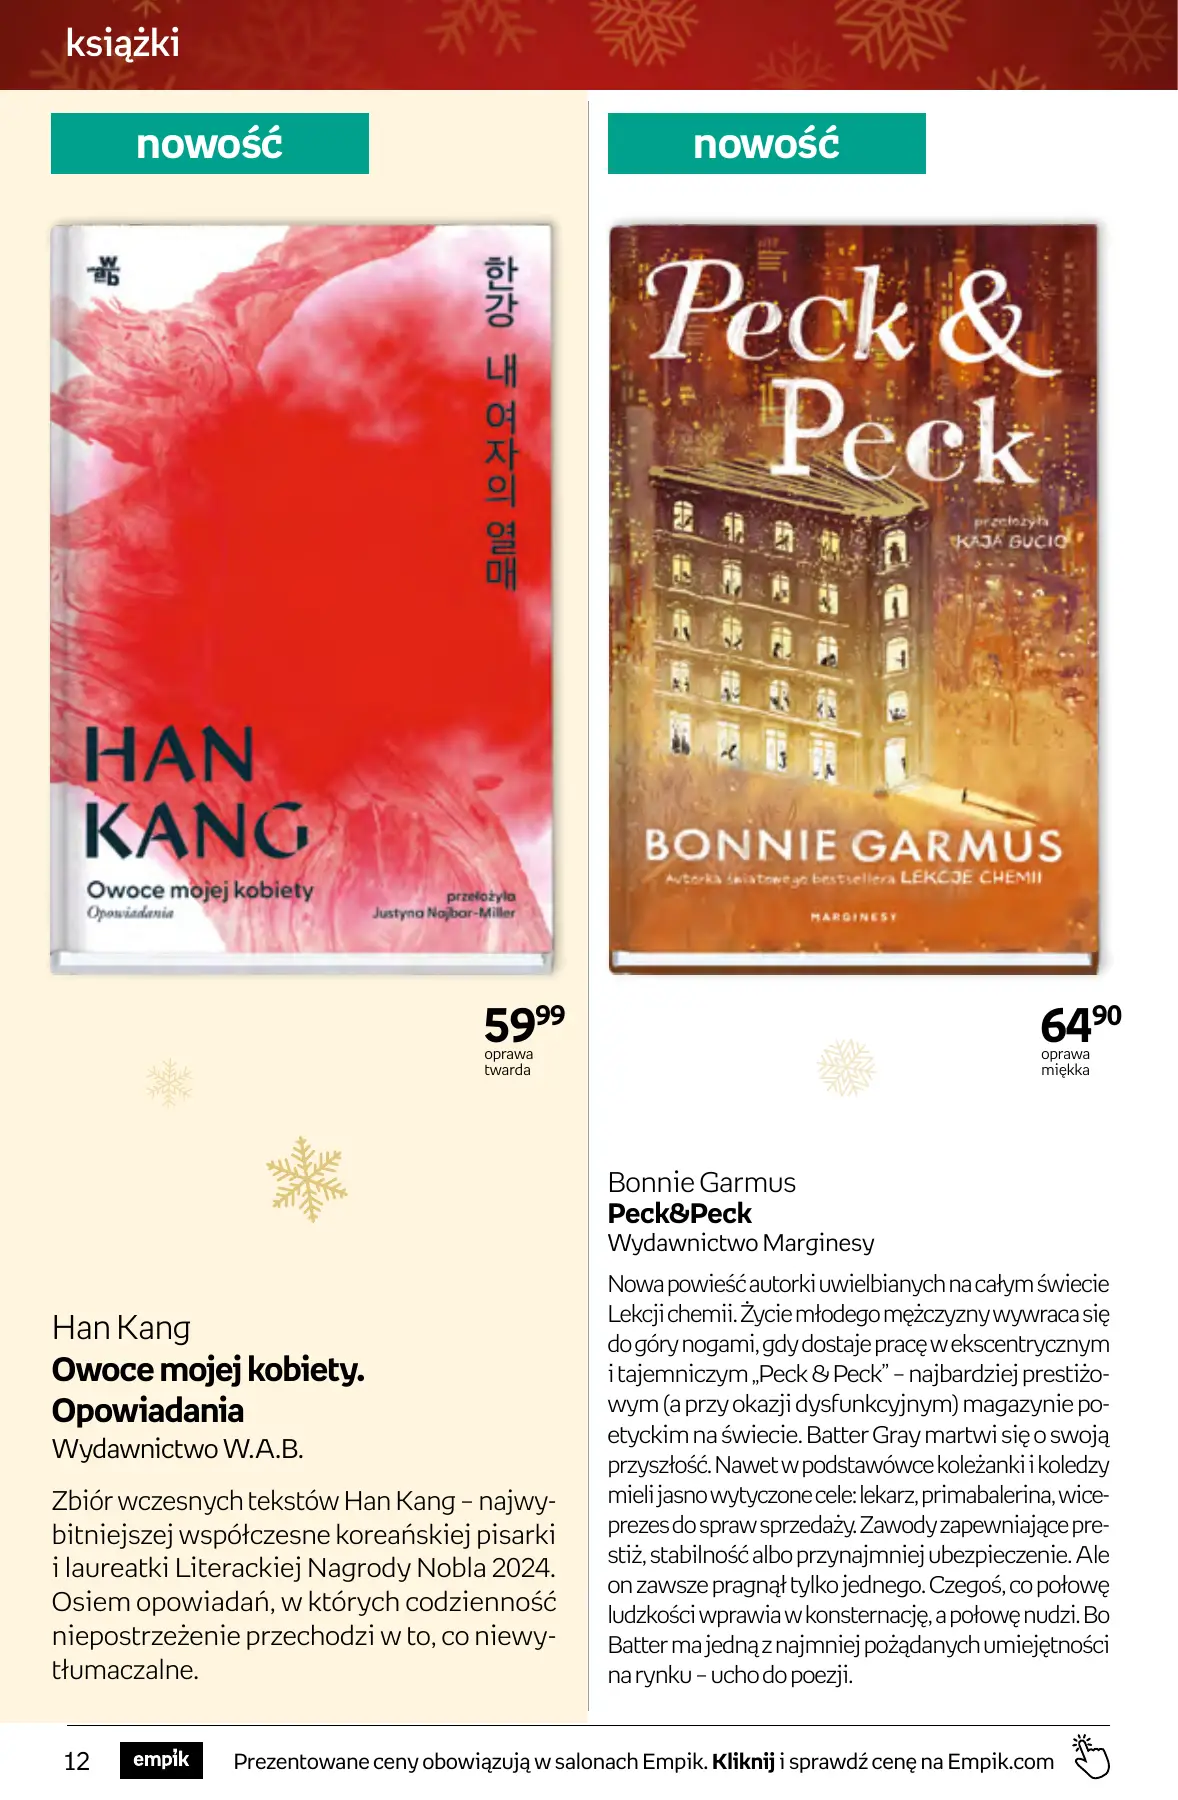 książki
nowość
w
ab
한강 내 여자의 열매
HAN
KANG
Owoce mojej kobiety
Opowiadania
przełożyła
Justyna Najbar-Miller
59 99
oprawa
twarda
Han Kang
Owoce mojej kobiety.
Opowiadania
Wydawnictwo W.A.B.
Zbiór wczesnych tekstów Han Kang – najwy-
bitniejszej współczesne koreańskiej pisarki
i laureatki Literackiej Nagrody Nobla 2024.
Osiem opowiadań, w których codzienność
niepostrzeżenie przechodzi w to, co niewy-
tłumaczalne.
nowość
Peck &
Peck
przełożyła
KAJA GUCIO
BONNIE GARMUS
Autorka światowego bestsellera LEKCJE CHEMII
MARGINESY
64 90
oprawa
miękka
Bonnie Garmus
Peck&Peck
Wydawnictwo Marginesy
Nowa powieść autorki uwielbianych na całym świecie
Lekcji chemii. Życie młodego mężczyzny wywraca się
do góry nogami, gdy dostaje pracę w ekscentrycznym
i tajemniczym „Peck & Peck” – najbardziej prestiżo-
wym (a przy okazji dysfunkcyjnym) magazynie po-
etyckim na świecie. Batter Gray martwi się o swoją
przyszłość. Nawet w podstawówce koleżanki i koledzy
mieli jasno wytyczone cele: lekarz, primabalerina, wice-
prezes do spraw sprzedaży. Zawody zapewniające pre-
stiż, stabilność albo przynajmniej ubezpieczenie. Ale
on zawsze pragnął tylko jednego. Czegoś, co połowę
ludzkości wprawia w konsternację, a połowę nudzi. Bo
Batter ma jedną z najmniej pożądanych umiejętności
na rynku – ucho do poezji.
12
empik
Prezentowane ceny obowiązują w salonach Empik. Kliknij i sprawdź cenę na Empik.com